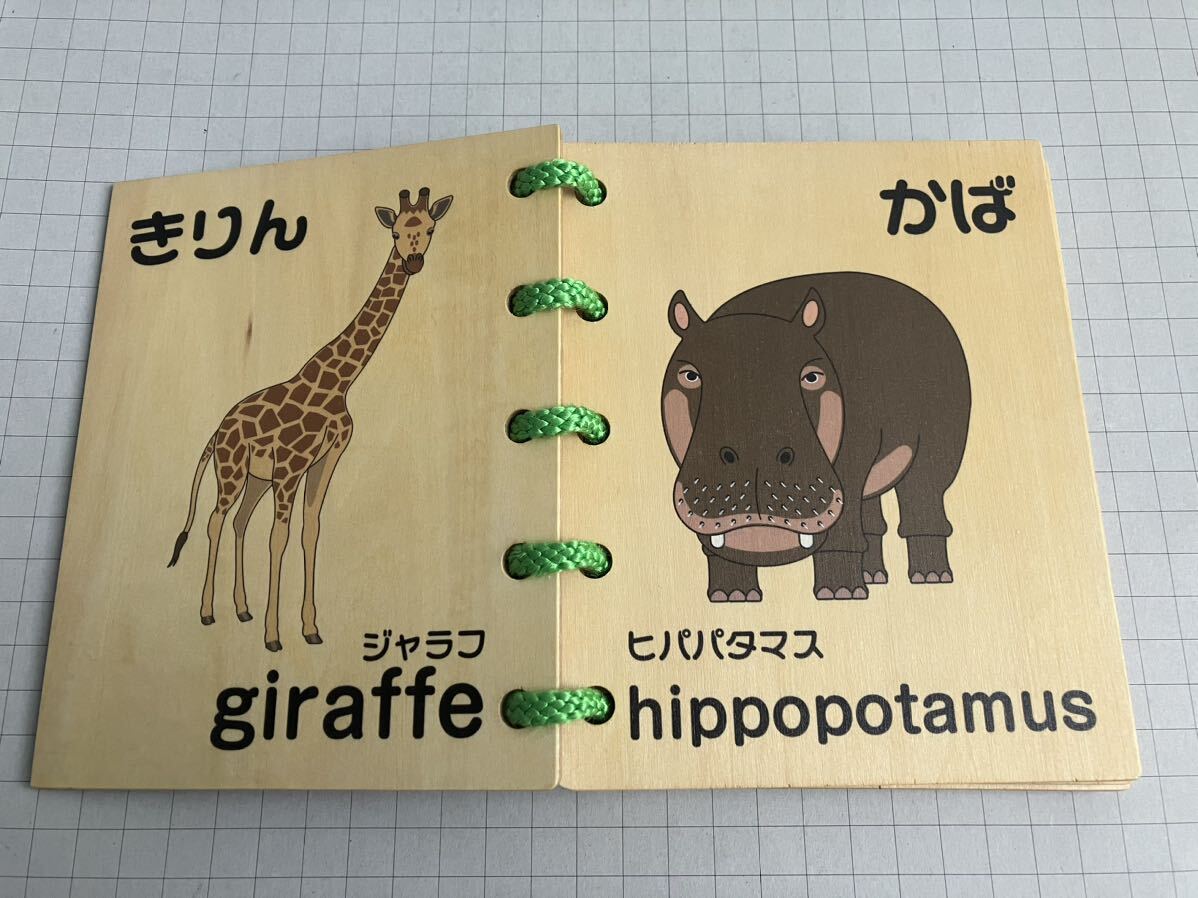 きりん
ジャラフ
giraffe
かば
ヒパパタマス
hippopotamus